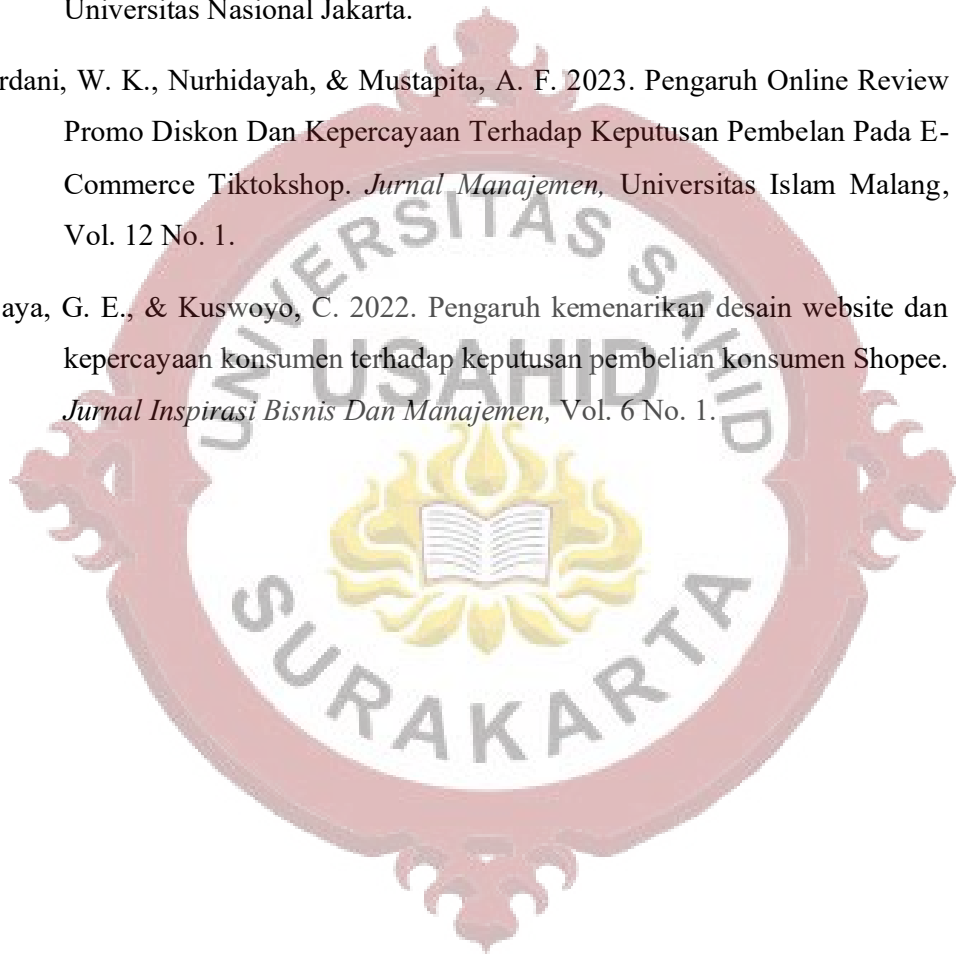 Universitas Nasional Jakarta.
rdani, W. K., Nurhidayah, & Mustapita, A. F. 2023. Pengaruh Online Review
Promo Diskon Dan Kepercayaan Terhadap Keputusan Pembelan Pada E-
Commerce Tiktokshop. Jurnal Manajemen, Universitas Islam Malang,
Vol. 12 No. 1.
aya, G. E., & Kuswoyo, C. 2022. Pengaruh kemenarikan desain website dan
kepercayaan konsumen terhadap keputusan pembelian konsumen Shopee.
Jurnal Inspirasi Bisnis Dan Manajemen, Vol. 6 No. 1.
UNIVERSITAS SAHID
USAHID
SURAKARTA